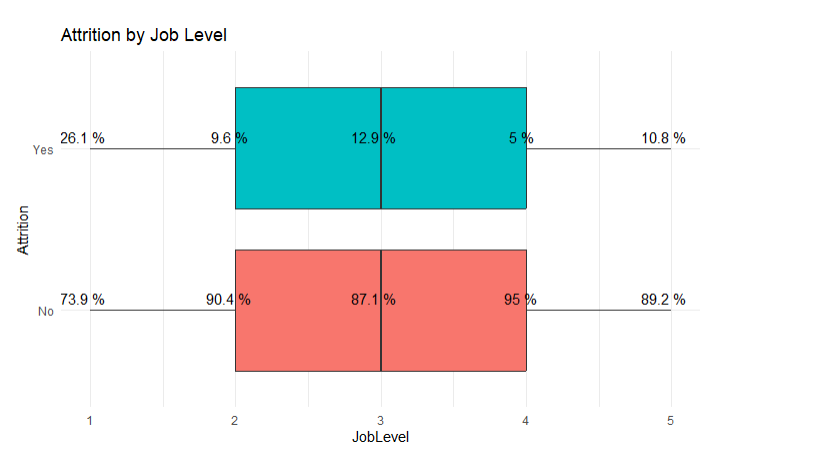 Attrition by Job Level
26.1 % 9.6 % 12.9 % 5 % 10.8 %
Yes
Attrition
73.9 % 90.4 % 87.1 % 95 % 89.2 %
No
1 2 3 4 5
JobLevel